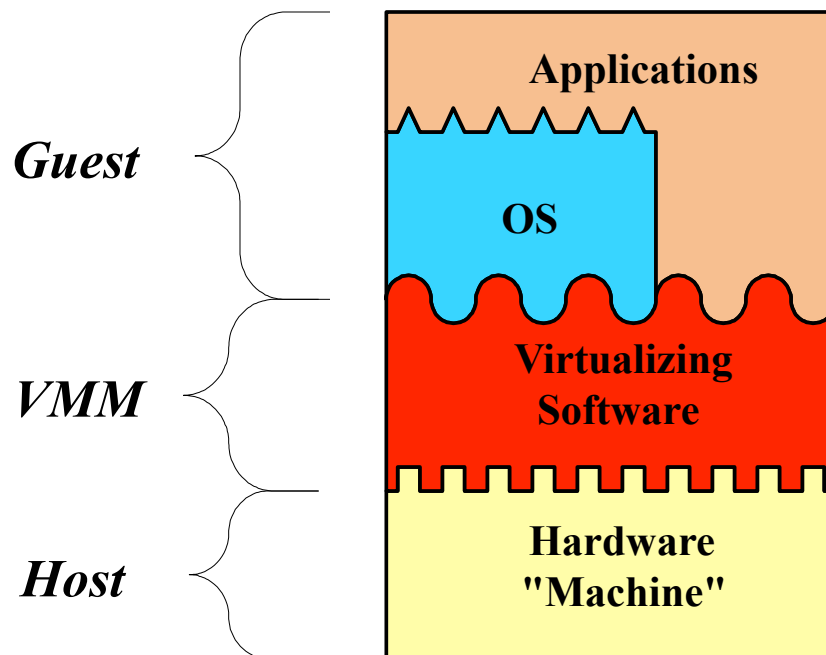 Applications
Guest
OS
Virtualizing
Software
VMM
Hardware
"Machine"
Host